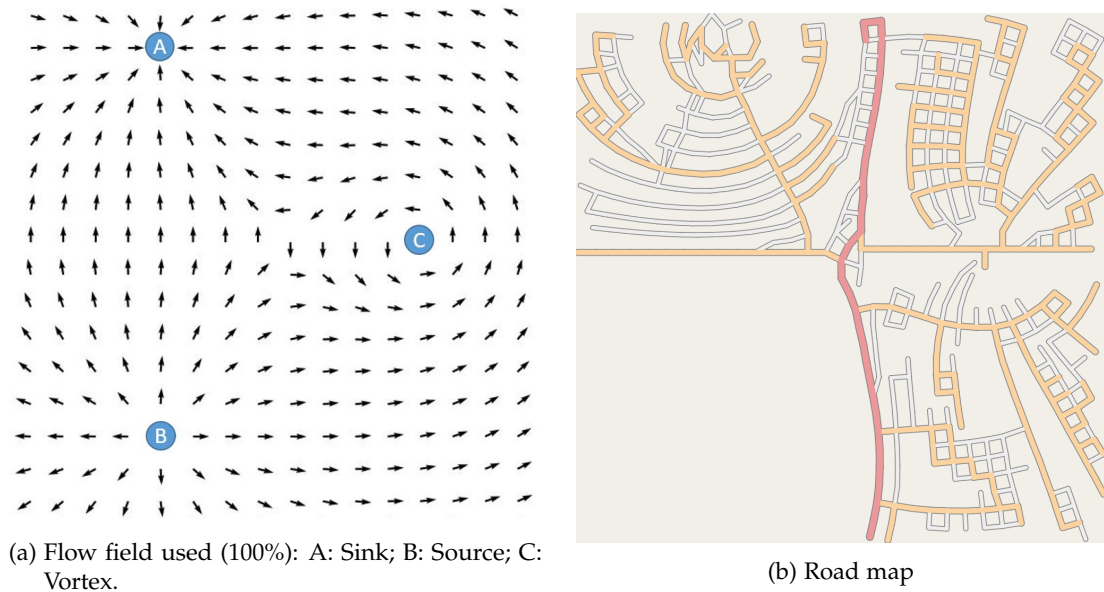 A
C
B
(a) Flow field used (100%): A: Sink; B: Source; C:
Vortex.
(b) Road map